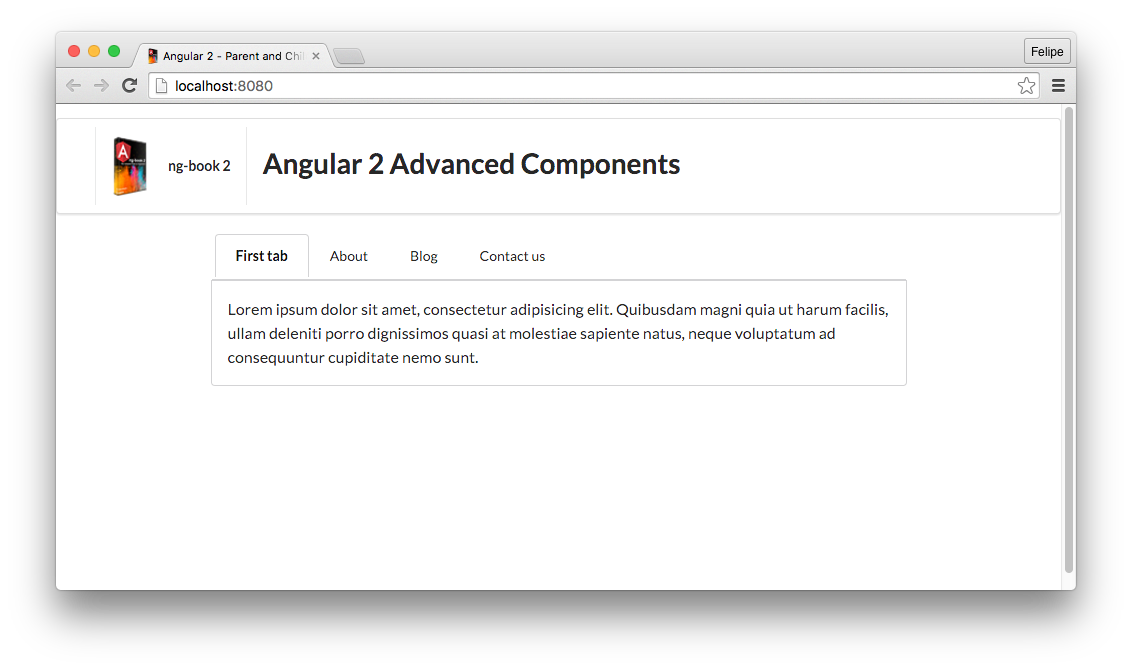 Angular 2 - Parent and Chi
Felipe
localhost:8080
ng-book 2
Angular 2 Advanced Components
First tab
About
Blog
Contact us
Lorem ipsum dolor sit amet, consectetur adipisicing elit. Quibusdam magni quia ut harum facilis,
ullam deleniti porro dignissimos quasi at molestiae sapiente natus, neque voluptatum ad
consequuntur cupiditate nemo sunt.